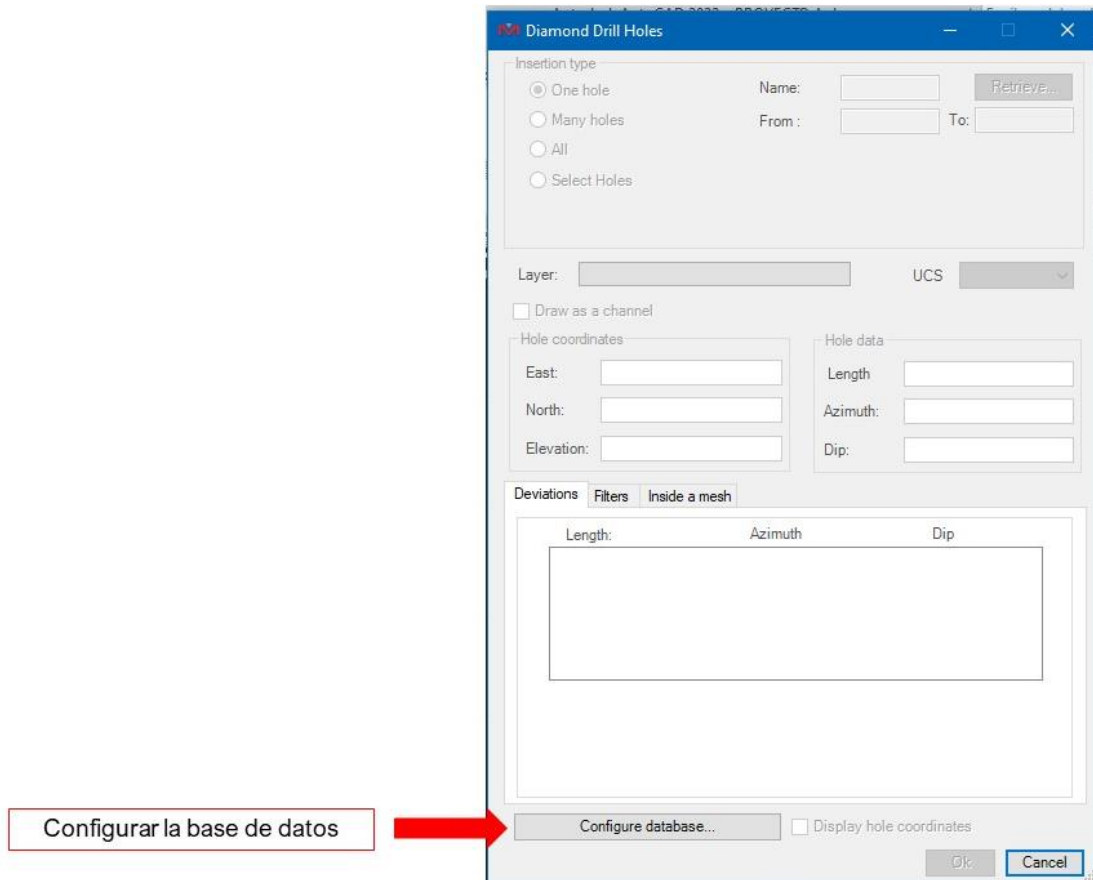 Diamond Drill Holes
Insertion type
One hole
Name:
Retrieve...
Many holes
From :
To:
All
Select Holes
Layer:
UCS
Draw as a channel
Hole coordinates
East:
North:
Elevation:
Hole data
Length
Azimuth:
Dip:
Deviations Filters Inside a mesh
Length: Azimuth Dip
Configurar la base de datos
Configure database...
Display hole coordinates
Ok Cancel